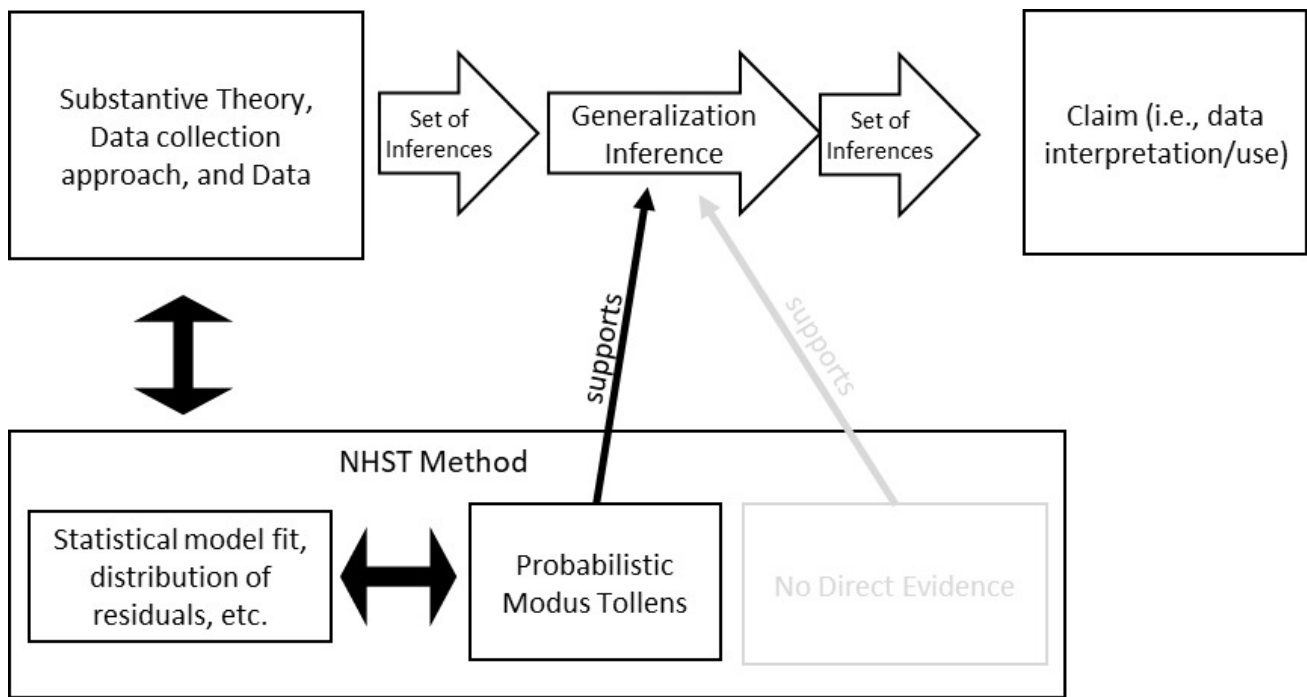 Substantive Theory,
Data collection
approach, and Data
Set of
Inferences
Generalization
Inference
Set of
Inferences
Claim (i.e., data
interpretation/use)
supports
supports
NHST Method
Statistical model fit,
distribution of
residuals, etc.
Probabilistic
Modus Tollens
No Direct Evidence